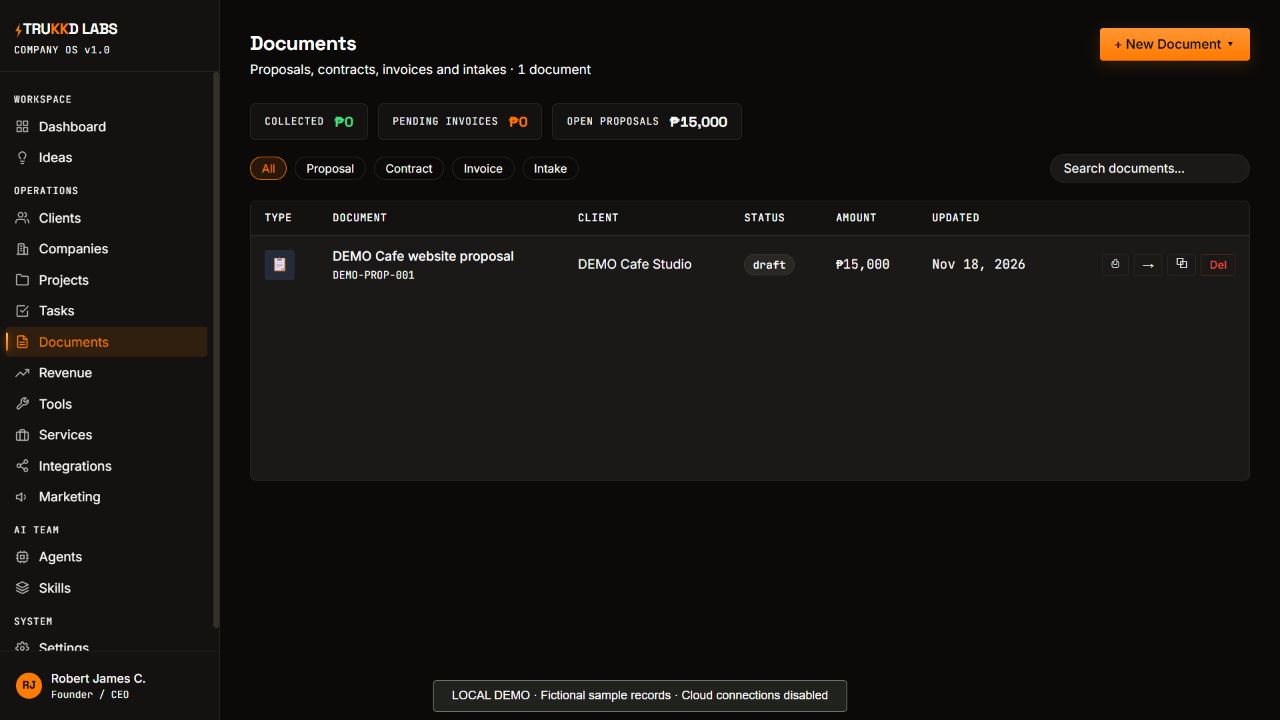 TRUKKD LABS
COMPANY OS v1.0
WORKSPACE
Dashboard
Ideas
OPERATIONS
Clients
Companies
Projects
Tasks
Documents
Revenue
Tools
Services
Integrations
Marketing
AI TEAM
Agents
Skills
SYSTEM
Settings
RJ
Robert James C.
Founder / CEO
Documents
Proposals, contracts, invoices and intakes · 1 document
+ New Document ▾
COLLECTED ₱0
PENDING INVOICES ₱0
OPEN PROPOSALS ₱15,000
All Proposal Contract Invoice Intake
Search documents...
TYPE DOCUMENT CLIENT STATUS AMOUNT UPDATED
DEMO Cafe website proposal
DEMO-PROP-001
DEMO Cafe Studio draft ₱15,000 Nov 18, 2026 → Del
LOCAL DEMO · Fictional sample records · Cloud connections disabled